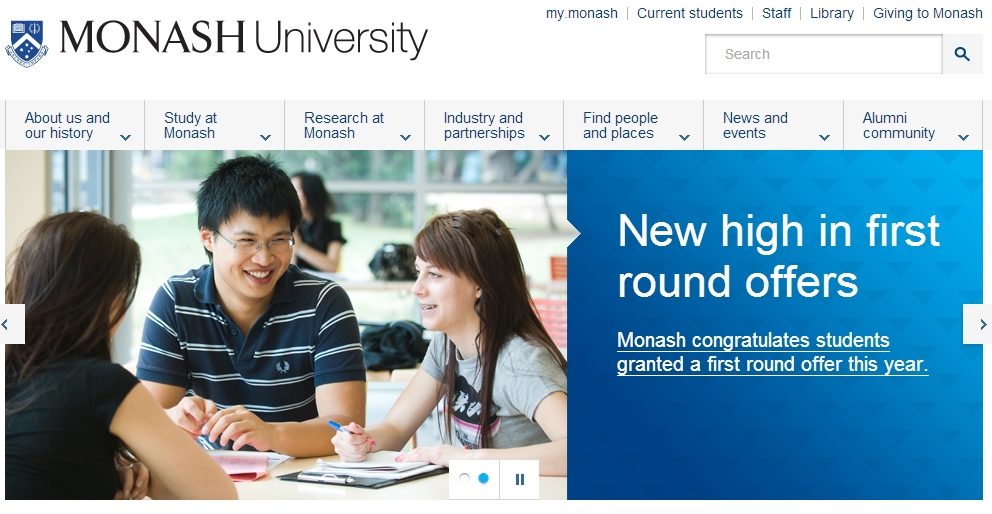 MONASH University
my.monash
Current students
Staff
Library
Giving to Monash
Search
About us and
our history
Study at
Monash
Research at
Monash
Industry and
partnerships
Find people
and places
News and
events
Alumni
community
New high in first
round offers
Monash congratulates students
granted a first round offer this year.